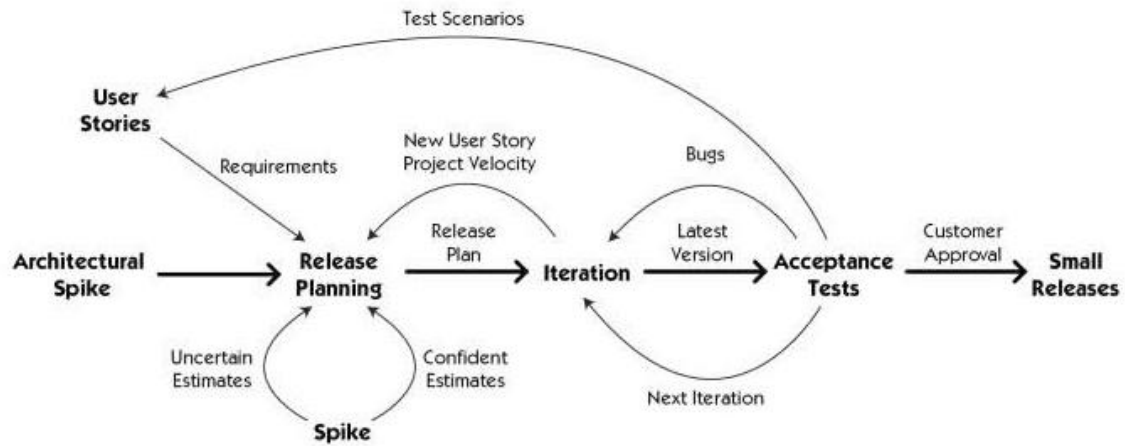 Test Scenarios
User
Stories
New User Story
Project Velocity
Bugs
Requirements
Release
Plan
Latest
Version
Customer
Approval
Architectural
Spike
Release
Planning
Iteration
Acceptance
Tests
Small
Releases
Uncertain
Estimates
Confident
Estimates
Next Iteration
Spike